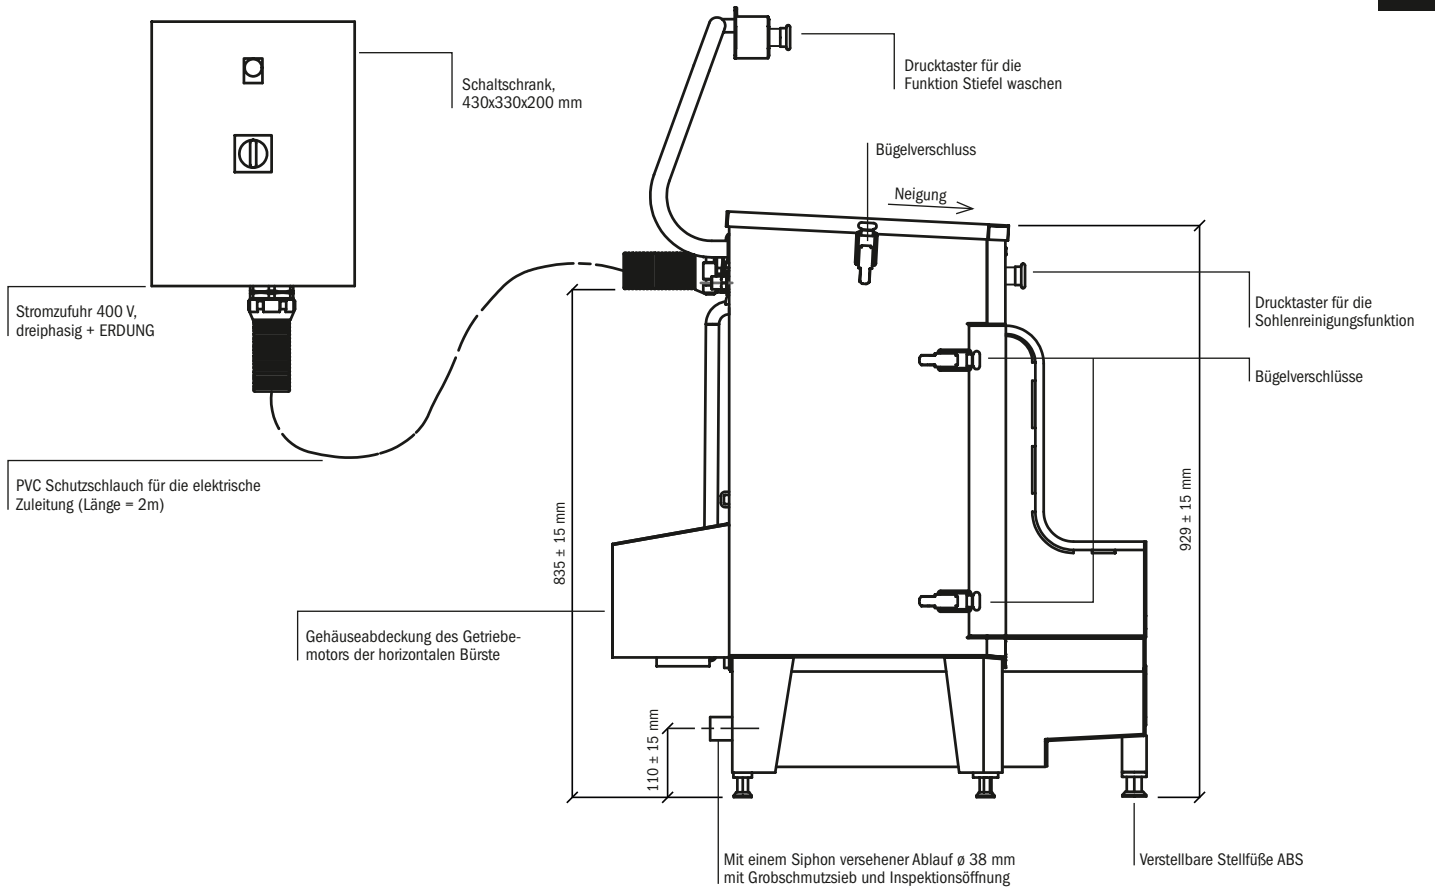 Drucktaster für die
Funktion Stiefel waschen
Schaltschrank,
430x330x200 mm
Bügelverschluss
Neigung
Stromzufuhr 400 V,
dreiphasig + ERDUNG
Drucktaster für die
Sohlenreinigungsfunktion
Bügelverschlüsse
PVC Schutzschlauch für die elektrische
Zuleitung (Länge = 2m)
835 ± 15 mm
929 ± 15 mm
Gehäuseabdeckung des Getriebe-
motors der horizontalen Bürste
110 ± 15 mm
Mit einem Siphon versehener Ablauf ø 38 mm
mit Grobschmutzsieb und Inspektionsöffnung
Verstellbare Stellfüße ABS